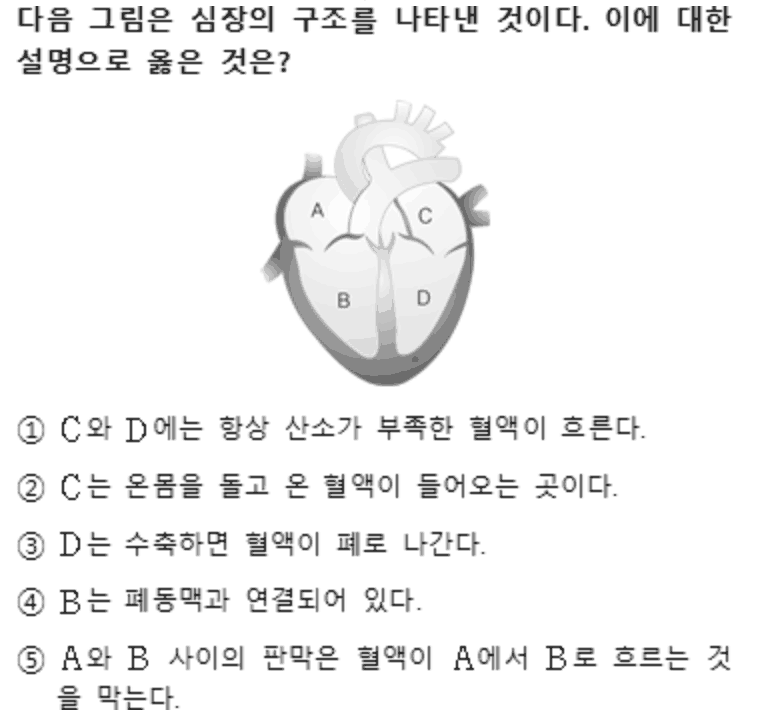 다음 그림은 심장의 구조를 나타낸 것이다. 이에 대한
설명으로 옳은 것은?
A
C
B
D
① C와 D에는 항상 산소가 부족한 혈액이 흐른다.
② C는 온몸을 돌고 온 혈액이 들어오는 곳이다.
③ D는 수축하면 혈액이 폐로 나간다.
④ B는 폐동맥과 연결되어 있다.
⑤ A와 B 사이의 판막은 혈액이 A에서 B로 흐르는 것
을 막는다.